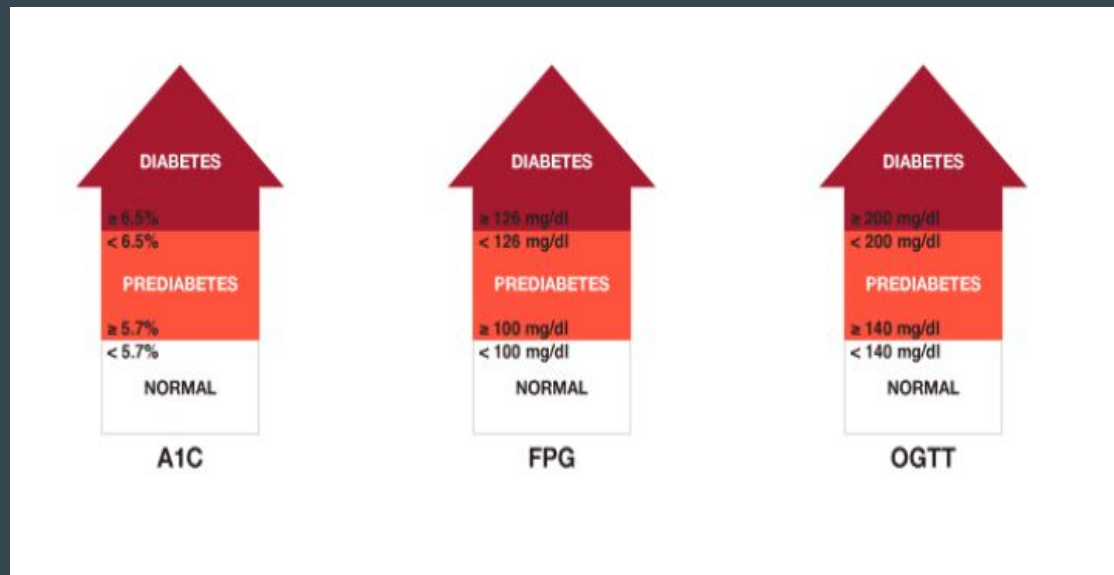 DIABETES
≥ 6.5%
< 6.5%
PREDIABETES
≥ 5.7%
< 5.7%
NORMAL
A1C
DIABETES
≥ 126 mg/dl
< 126 mg/dl
PREDIABETES
≥ 100 mg/dl
< 100 mg/dl
NORMAL
FPG
DIABETES
≥ 200 mg/dl
< 200 mg/dl
PREDIABETES
≥ 140 mg/dl
< 140 mg/dl
NORMAL
OGTT